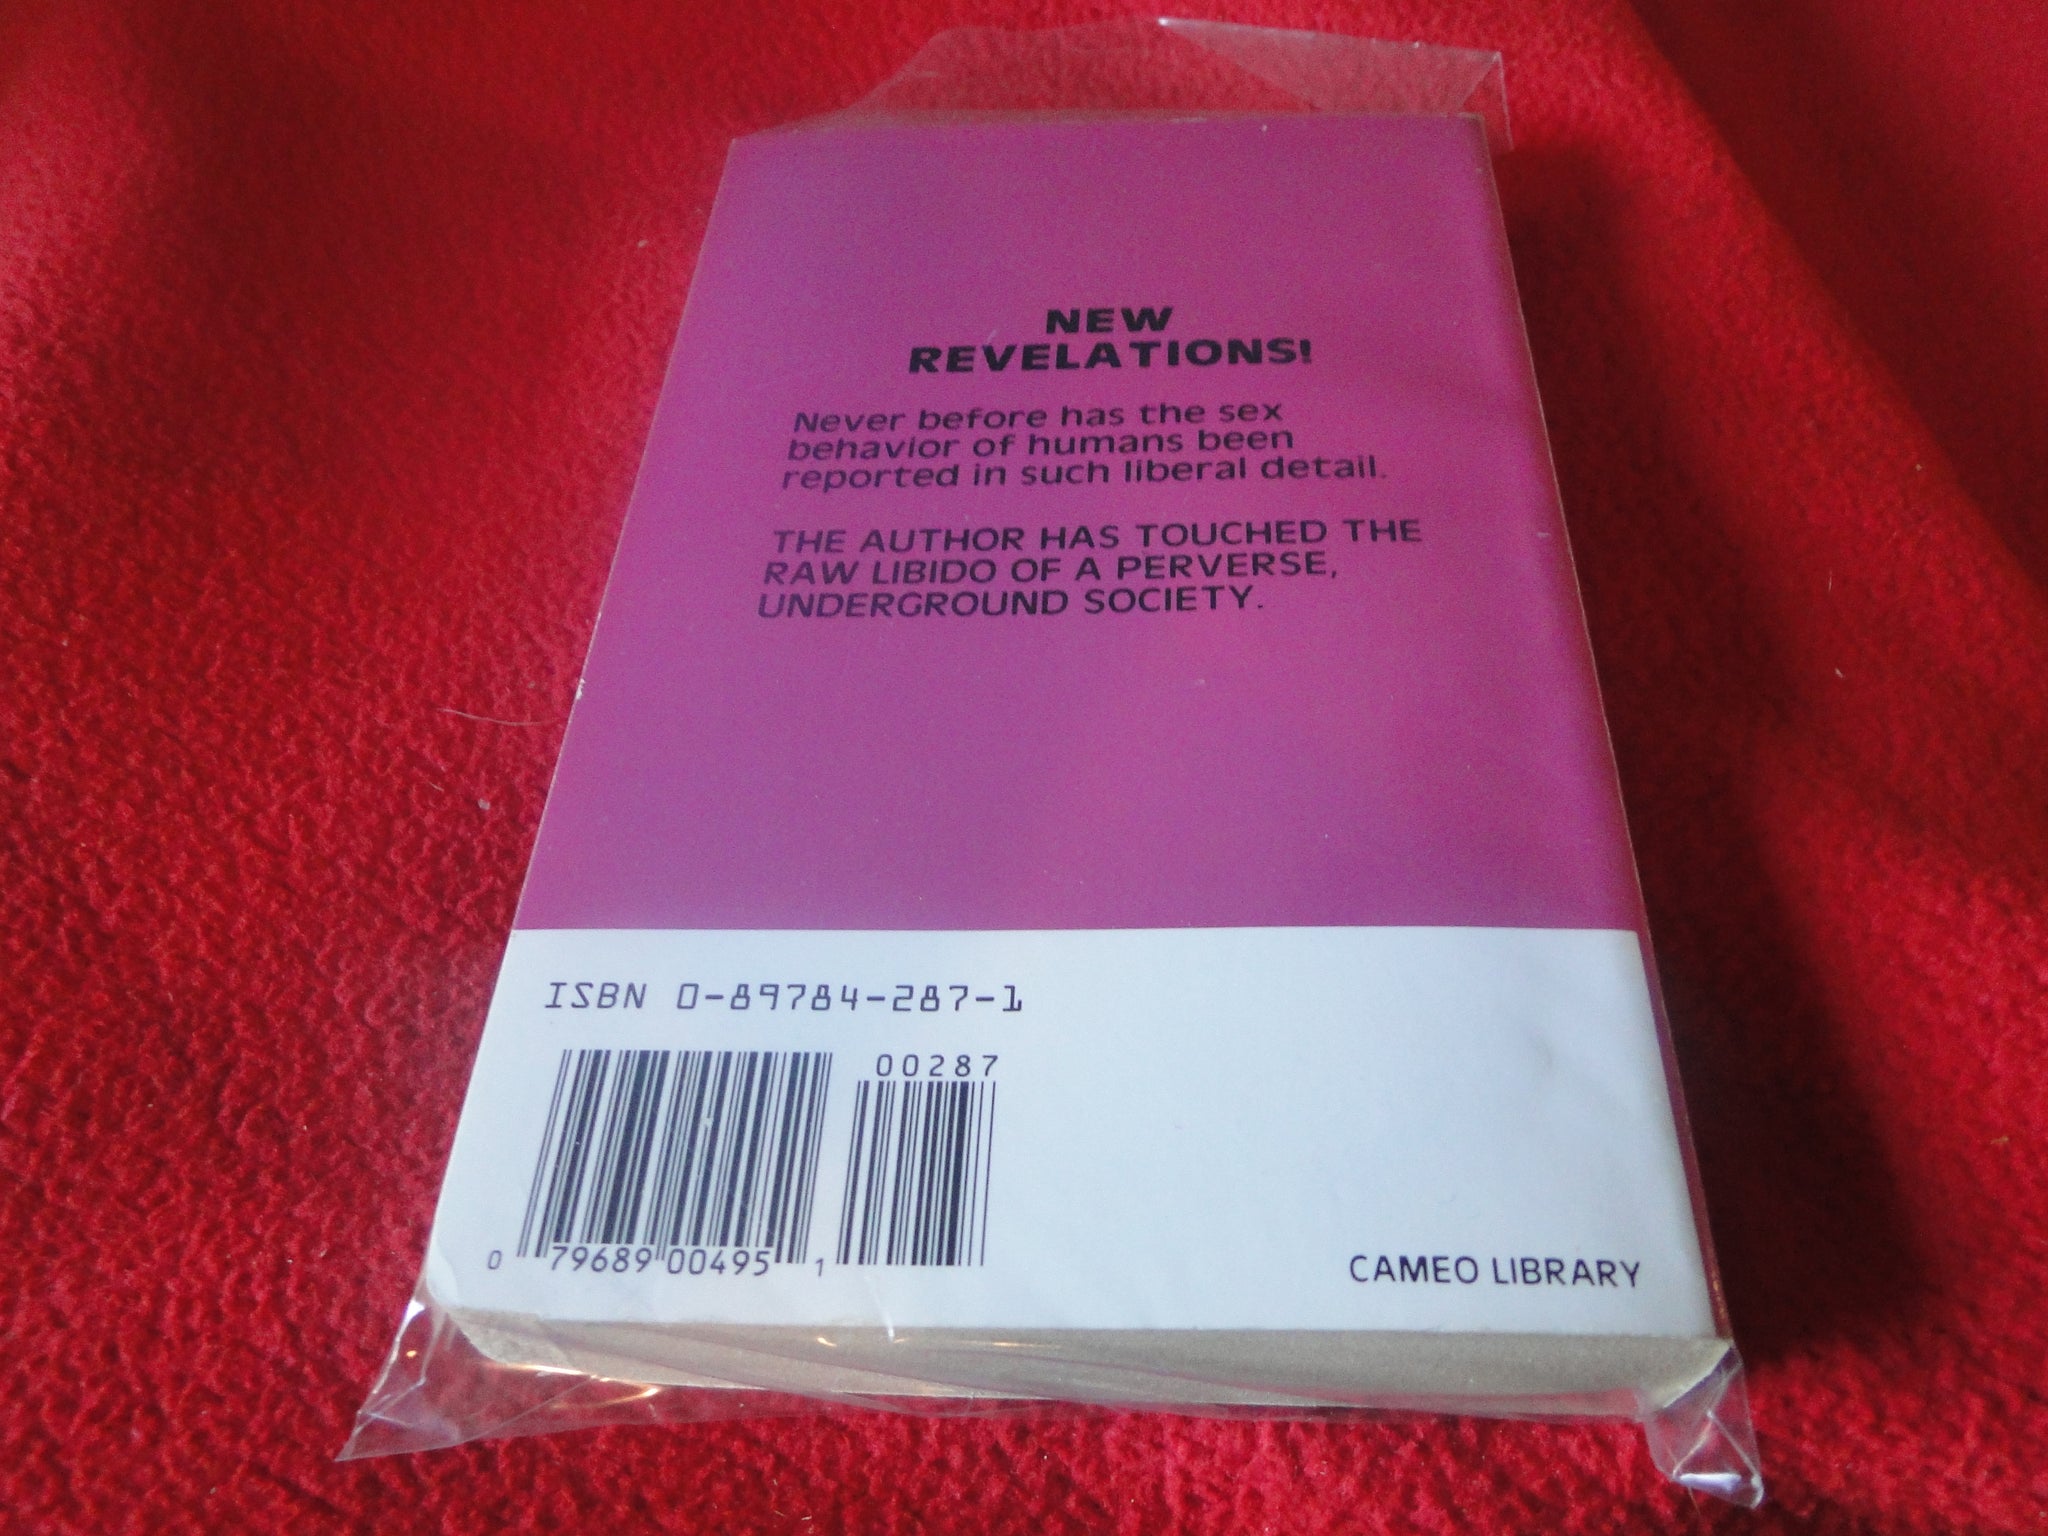 NEW
REVELATIONS!
Never before has the sex
behavior of humans been
reported in such liberal detail.
THE AUTHOR HAS TOUCHED THE
RAW LIBIDO OF A PERVERSE,
UNDERGROUND SOCIETY.
ISBN 0-89784-287-1
00287
0 79689 00495 1
CAMEO LIBRARY